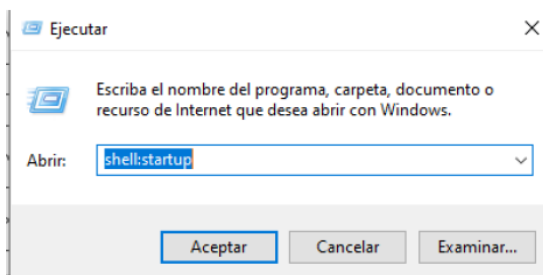 Ejecutar
Escriba el nombre del programa, carpeta, documento o
recurso de Internet que desea abrir con Windows.
Abrir: shell:startup
Aceptar Cancelar Examinar...